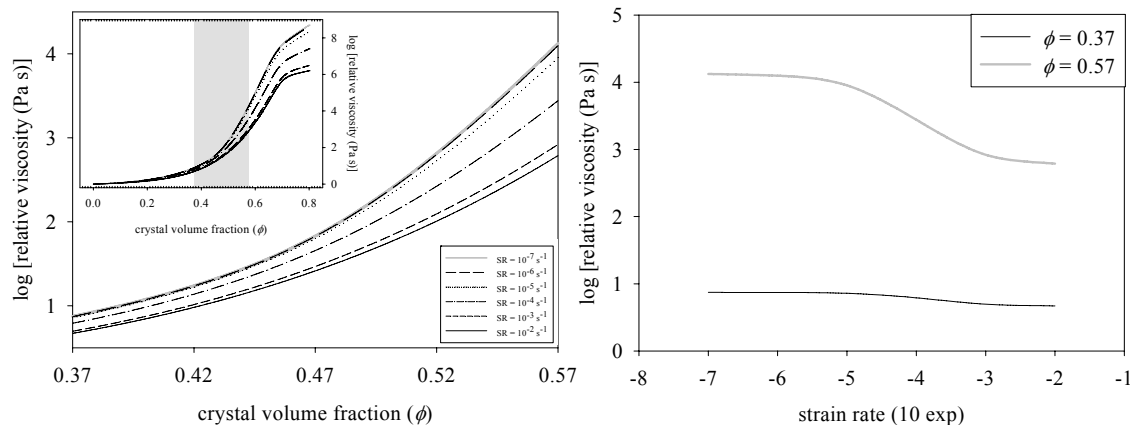 4
3
2
1
log [relative viscosity (Pa s)]
0.37
0.42
0.47
0.52
0.57
crystal volume fraction (ϕ)
8
6
4
2
0
log [relative viscosity (Pa s)]
0.0
0.2
0.4
0.6
0.8
crystal volume fraction (ϕ)
SR = 10⁻⁷ s⁻¹
SR = 10⁻⁶ s⁻¹
SR = 10⁻⁵ s⁻¹
SR = 10⁻⁴ s⁻¹
SR = 10⁻³ s⁻¹
SR = 10⁻² s⁻¹
ϕ = 0.37
ϕ = 0.57
5
4
3
2
1
0
log [relative viscosity (Pa s)]
-8
-7
-6
-5
-4
-3
-2
-1
strain rate (10 exp)